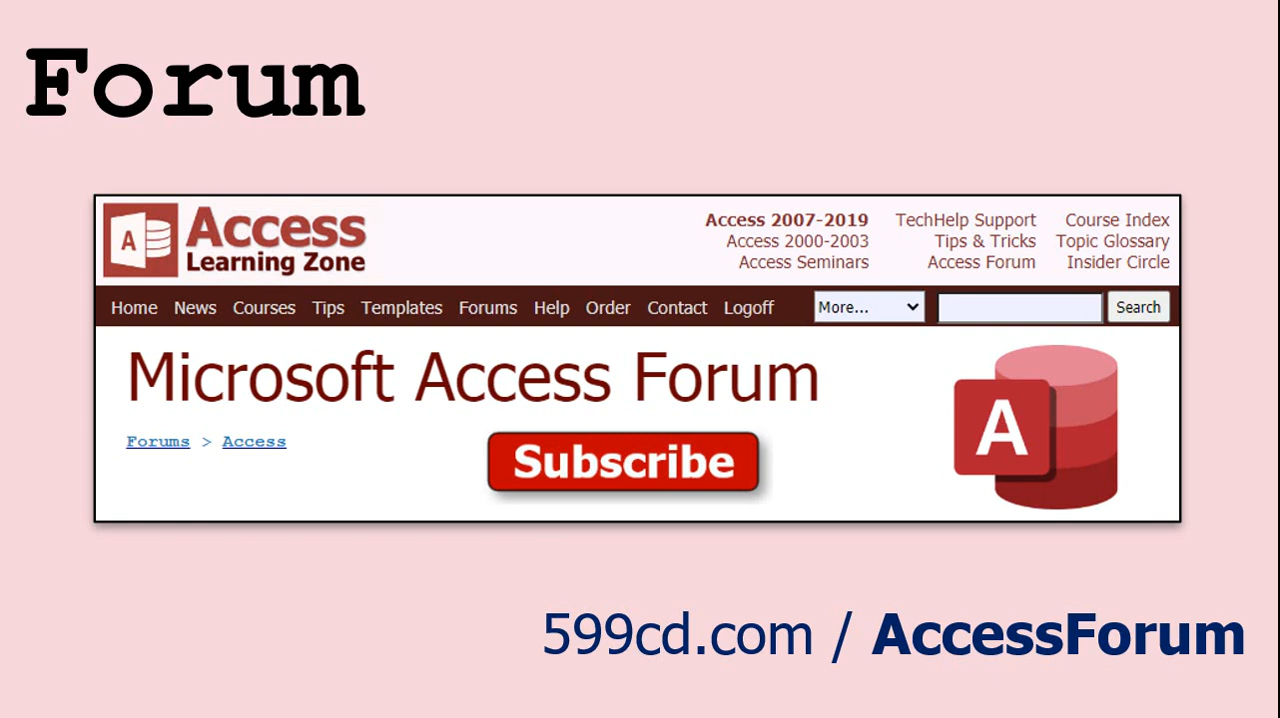 Forum
A Access
Learning Zone
Access 2007-2019 TechHelp Support Course Index
Access 2000-2003 Tips & Tricks Topic Glossary
Access Seminars Access Forum Insider Circle
Home News Courses Tips Templates Forums Help Order Contact Logoff More... Search
Microsoft Access Forum
Forums > Access
Subscribe
A
599cd.com / AccessForum